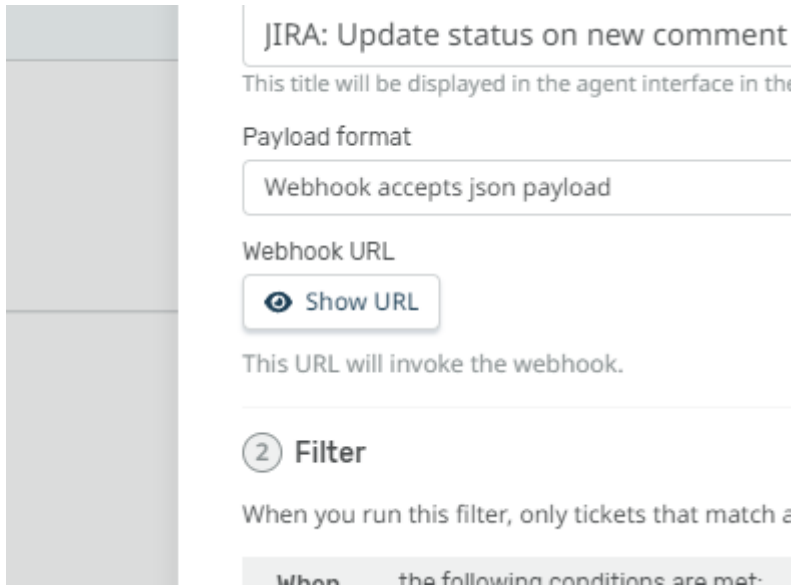 JIRA: Update status on new comment
This title will be displayed in the agent interface in the
Payload format
Webhook accepts json payload
Webhook URL
Show URL
This URL will invoke the webhook.
2 Filter
When you run this filter, only tickets that match a
When the following conditions are met: